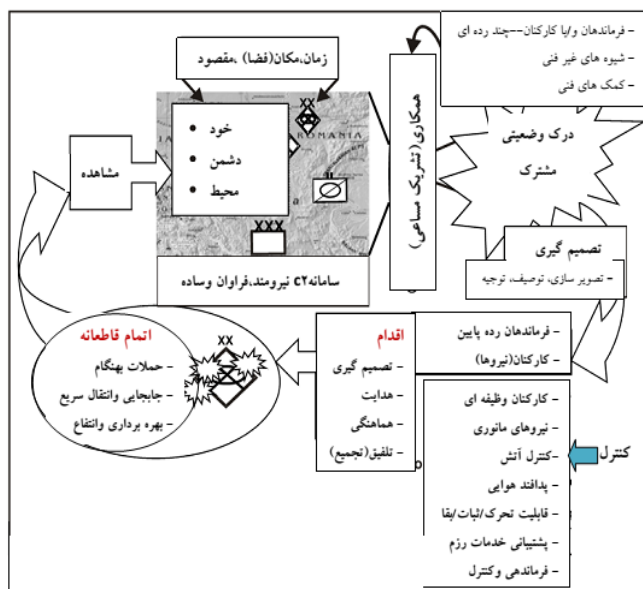 - فرماندهان و/یا کارکنان--چند رده ای
- شیوه های غیر فنی
- کمک های فنی
زمان،مکان(فضا) ،مقصود
همکاری(تشریک مساعی)
درک وضعیتی
مشترک
XX
ROMANIA
• خود
• دشمن
• محیط
مشاهده
XXX
سامانه c۲ نیرومند،فراوان وساده
تصمیم گیری
- تصویر سازی، توصیف، توجیه
- فرماندهان رده پایین
- کارکنان(نیروها)
اقدام
- تصمیم گیری
- هدایت
- هماهنگی
- تلفیق(تجمیع)
XX
اتمام قاطعانه
- حملات بهنگام
- جابجایی وانتقال سریع
- بهره برداری وانتفاع
- کارکنان وظیفه ای
- نیروهای مانوری
-کنترل آتش
- پدافند هوایی
- قابلیت تحرک/ثبات/بقا
- پشتیبانی خدمات رزم
- فرماندهی وکنترل
کنترل